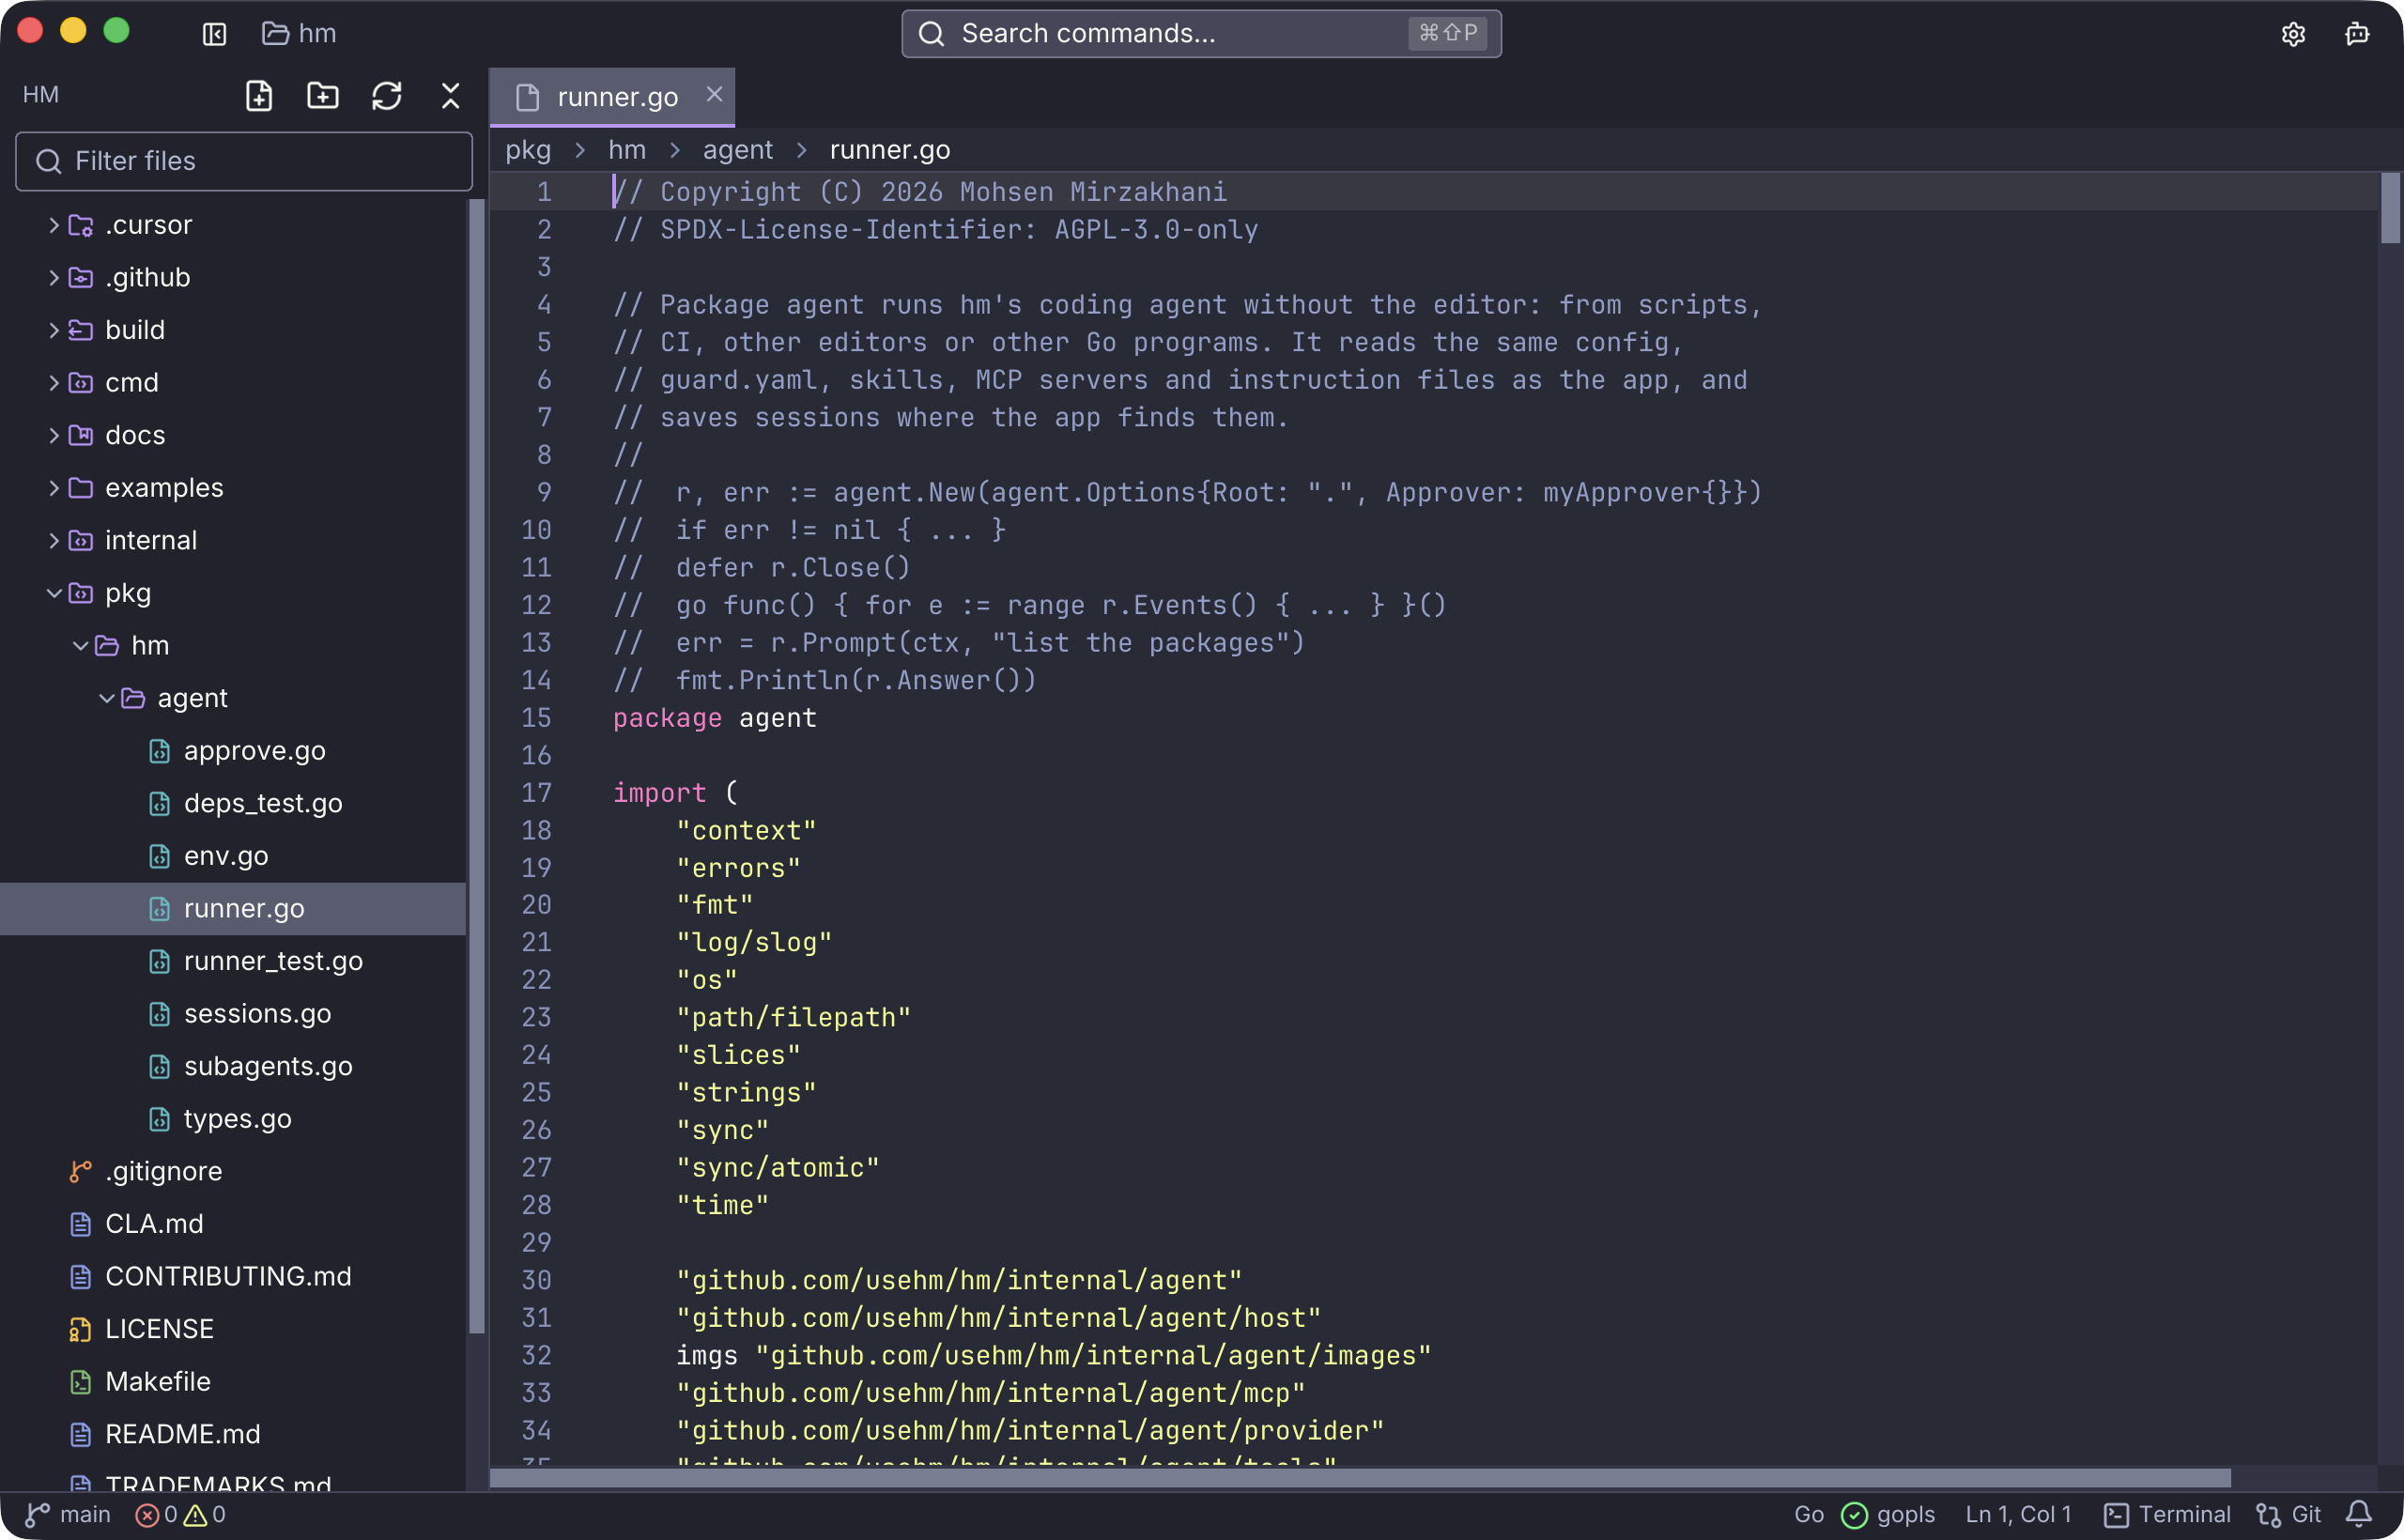 hm
Search commands...
⌘⇧P
HM
Filter files
.cursor
.github
build
cmd
docs
examples
internal
pkg
hm
agent
approve.go
deps_test.go
env.go
runner.go
runner_test.go
sessions.go
subagents.go
types.go
.gitignore
CLA.md
CONTRIBUTING.md
LICENSE
Makefile
README.md
TRADEMARKS.md
runner.go
pkg > hm > agent > runner.go
1 // Copyright (C) 2026 Mohsen Mirzakhani
2 // SPDX-License-Identifier: AGPL-3.0-only
3
4 // Package agent runs hm's coding agent without the editor: from scripts,
5 // CI, other editors or other Go programs. It reads the same config,
6 // guard.yaml, skills, MCP servers and instruction files as the app, and
7 // saves sessions where the app finds them.
8 //
9 //  r, err := agent.New(agent.Options{Root: ".", Approver: myApprover{}})
10 //  if err != nil { ... }
11 //  defer r.Close()
12 //  go func() { for e := range r.Events() { ... } }()
13 //  err = r.Prompt(ctx, "list the packages")
14 //  fmt.Println(r.Answer())
15 package agent
16
17 import (
18     "context"
19     "errors"
20     "fmt"
21     "log/slog"
22     "os"
23     "path/filepath"
24     "slices"
25     "strings"
26     "sync"
27     "sync/atomic"
28     "time"
29
30     "github.com/usehm/hm/internal/agent"
31     "github.com/usehm/hm/internal/agent/host"
32     imgs "github.com/usehm/hm/internal/agent/images"
33     "github.com/usehm/hm/internal/agent/mcp"
34     "github.com/usehm/hm/internal/agent/provider"
35     "github.com/usehm/hm/internal/agent/tools"
main
0
0
Go
gopls
Ln 1, Col 1
Terminal
Git